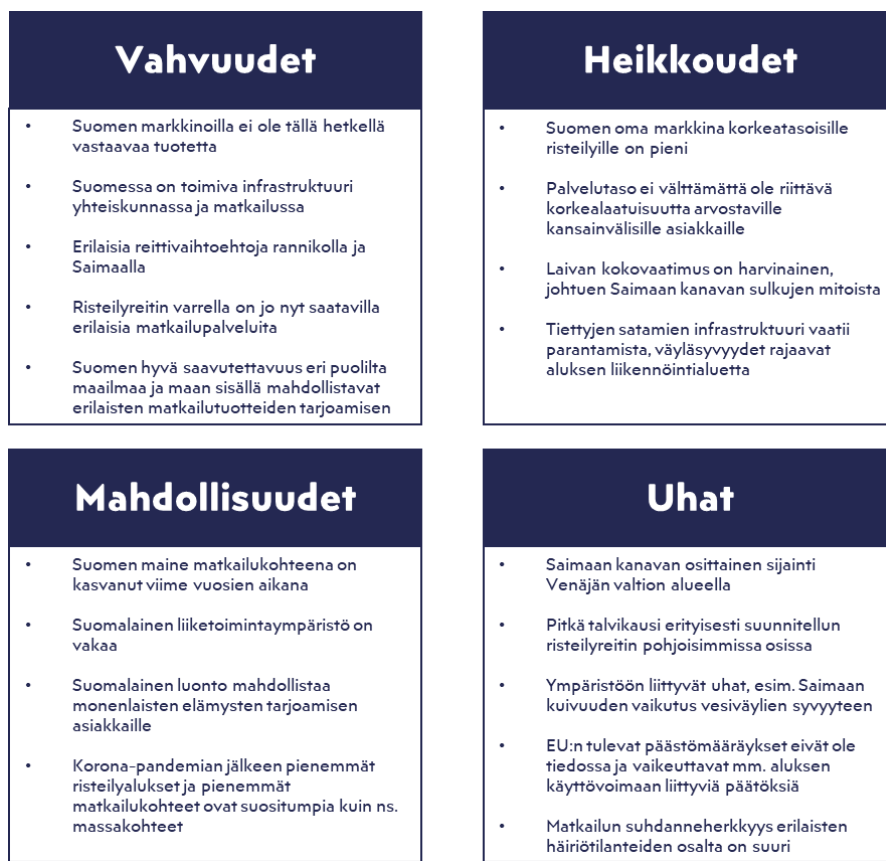 Vahvuudet
• Suomen markkinoilla ei ole tällä hetkellä
vastaavaa tuotetta
• Suomessa on toimiva infrastruktuuri
yhteiskunnassa ja matkailussa
• Erilaisia reittivaihtoehtoja rannikolla ja
Saimaalla
• Risteilyreitin varrella on jo nyt saatavilla
erilaisia matkailupalveluita
• Suomen hyvä saavutettavuus eri puolilta
maailmaa ja maan sisällä mahdollistavat
erilaisten matkailutuotteiden tarjoamisen
Heikkoudet
• Suomen oma markkina korkeatasoisille
risteilyille on pieni
• Palvelutaso ei välttämättä ole riittävä
korkealaatuisuutta arvostaville
kansainvälisille asiakkaille
• Laivan kokovaatimus on harvinainen,
johtuen Saimaan kanavan sulkujen mitoista
• Tiettyjen satamien infrastruktuuri vaatii
parantamista, väyläsyvyydet rajaavat
aluksen liikennöintialuetta
Mahdollisuudet
• Suomen maine matkailukohteena on
kasvanut viime vuosien aikana
• Suomalainen liiketoimintaympäristö on
vakaa
• Suomalainen luonto mahdollistaa
monenlaisten elämysten tarjoamisen
asiakkaille
• Korona-pandemian jälkeen pienemmät
risteilyalukset ja pienemmät
matkailukohteet ovat suositumpia kuin ns.
massakohteet
Uhat
• Saimaan kanavan osittainen sijainti
Venäjän valtion alueella
• Pitkä talvikausi erityisesti suunnitellun
risteilyreitin pohjoisimmissa osissa
• Ympäristöön liittyvät uhat, esim. Saimaan
kuivuuden vaikutus vesiväylien syvyyteen
• EU:n tulevat päästömääräykset eivät ole
tiedossa ja vaikeuttavat mm. aluksen
käyttövoimaan liittyviä päätöksiä
• Matkailun suhdanneherkkyys erilaisten
häiriötilanteiden osalta on suuri